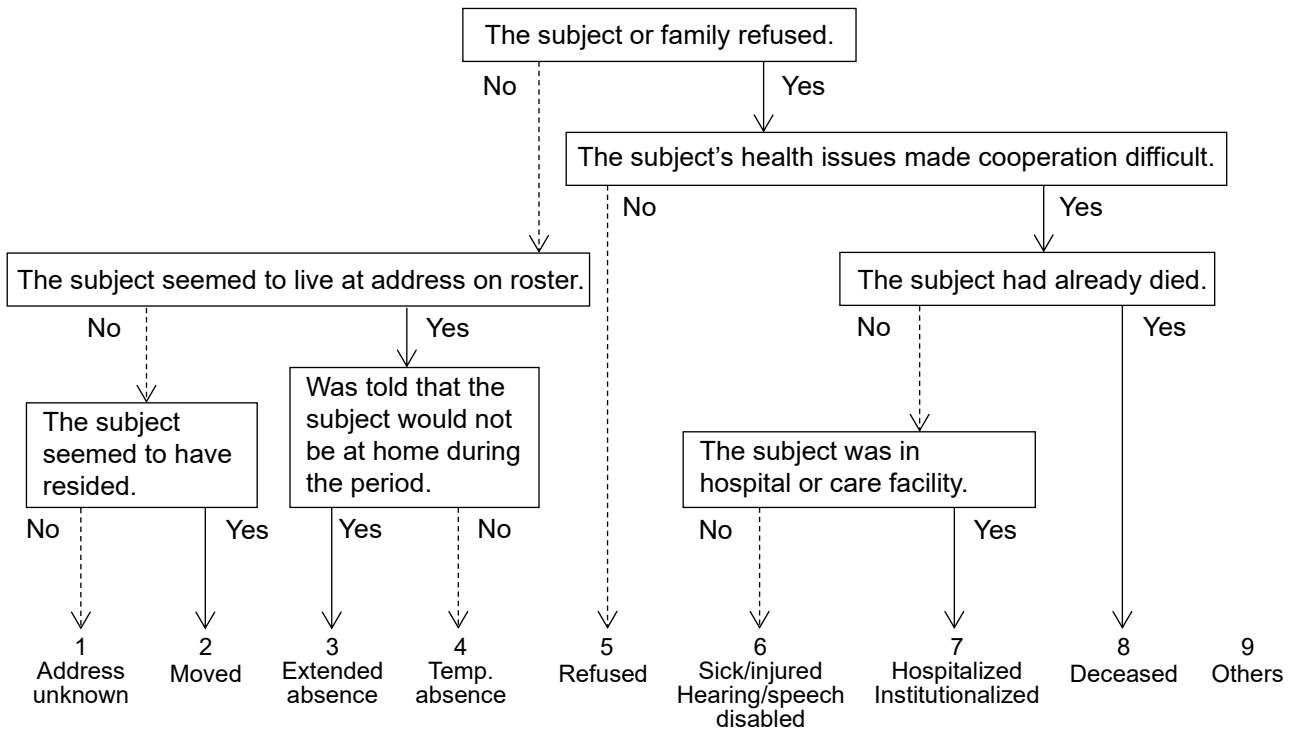 The subject or family refused.
No
Yes
The subject’s health issues made cooperation difficult.
No
Yes
The subject seemed to live at address on roster.
The subject had already died.
No
Yes
No
Yes
Was told that the
subject would not
be at home during
the period.
The subject
seemed to have
resided.
The subject was in
hospital or care facility.
No
Yes
Yes
No
No
Yes
1
Address
unknown
2
Moved
3
Extended
absence
4
Temp.
absence
5
Refused
6
Sick/injured
Hearing/speech
disabled
7
Hospitalized
Institutionalized
8
Deceased
9
Others